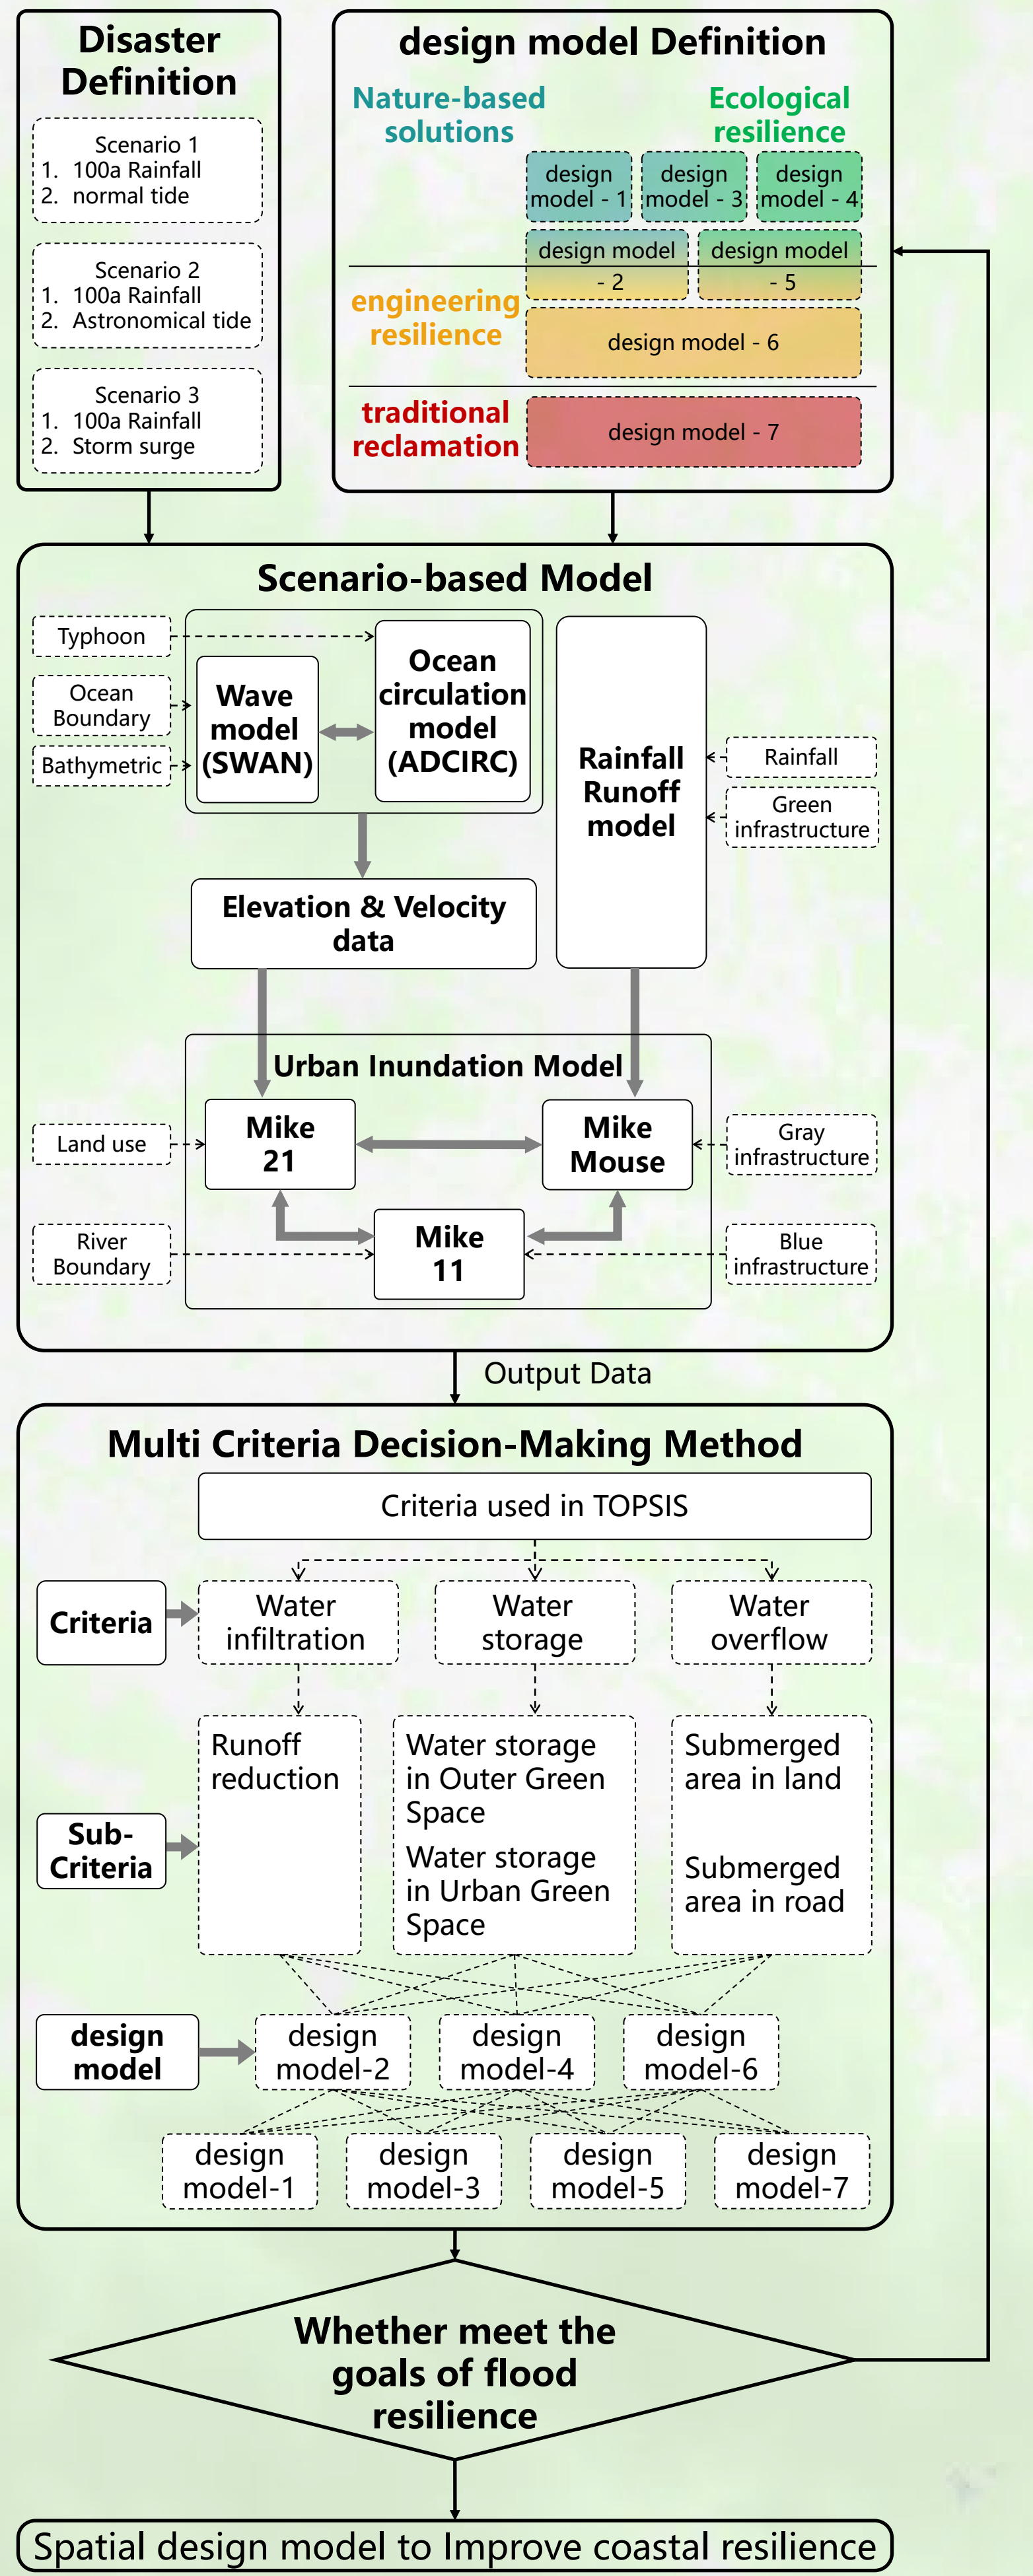 Disaster
Definition
Scenario 1
1. 100a Rainfall
2. normal tide
Scenario 2
1. 100a Rainfall
2. Astronomical tide
Scenario 3
1. 100a Rainfall
2. Storm surge
design model Definition
Nature-based
solutions
Ecological
resilience
design
model - 1
design
model - 3
design
model - 4
design model
- 2
design model
- 5
engineering
resilience
design model - 6
traditional
reclamation
design model - 7
Scenario-based Model
Typhoon
Ocean
Boundary
Bathymetric
Wave
model
(SWAN)
Ocean
circulation
model
(ADCIRC)
Rainfall
Runoff
model
Rainfall
Green
infrastructure
Elevation & Velocity
data
Urban Inundation Model
Land use
Mike
21
Mike
Mouse
Gray
infrastructure
River
Boundary
Mike
11
Blue
infrastructure
Output Data
Multi Criteria Decision-Making Method
Criteria used in TOPSIS
Criteria
Water
infiltration
Water
storage
Water
overflow
Sub-
Criteria
Runoff
reduction
Water storage
in Outer Green
Space
Water storage
in Urban Green
Space
Submerged
area in land
Submerged
area in road
design
model
design
model-2
design
model-4
design
model-6
design
model-1
design
model-3
design
model-5
design
model-7
Whether meet the
goals of flood
resilience
Spatial design model to Improve coastal resilience